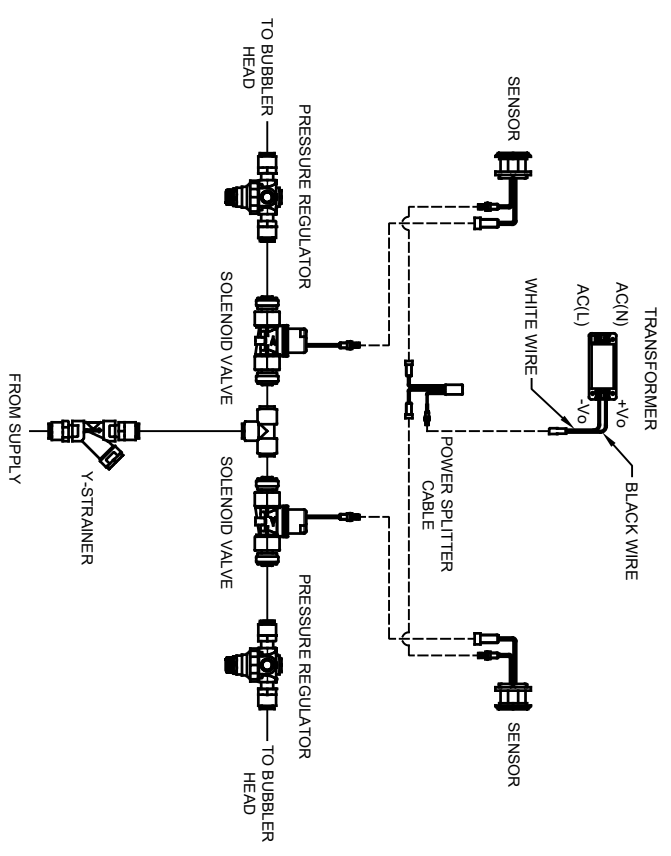 TRANSFORMER
AC(N)
+Vo
BLACK WIRE
AC(L)
-Vo
WHITE WIRE
SENSOR
SENSOR
POWER SPLITTER
CABLE
PRESSURE REGULATOR
PRESSURE REGULATOR
TO BUBBLER
HEAD
TO BUBBLER
HEAD
SOLENOID VALVE
SOLENOID VALVE
Y-STRAINER
FROM SUPPLY